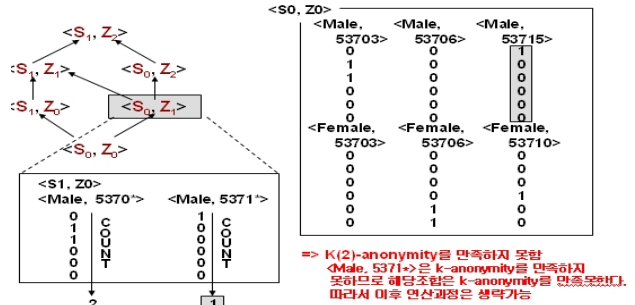 <S1, Z2>
<S1, Z1>
<S0, Z2>
<S1, Z0>
<S0, Z1>
<S0, Z0>
<S1, Z0>
<Male, 5370*>
<Male, 5371*>
0
1
1
0
0
0
COUNT
1
0
0
0
0
0
COUNT
2
1
<S0, Z0>
<Male, 53703>
<Male, 53706>
<Male, 53715>
0 0 1
1 0 0
1 0 0
0 0 0
0 0 0
0 0 0
<Female, 53703>
<Female, 53706>
<Female, 53710>
0 0 0
0 0 0
0 0 0
0 0 1
0 1 0
0 1 0
=> K(2)-anonymity를 만족하지 못함
<Male, 5371*>은 k-anonymity를 만족하지
못하므로 해당조합은 k-anonymity를 만족못한다.
따라서 이후 연산과정은 생략가능